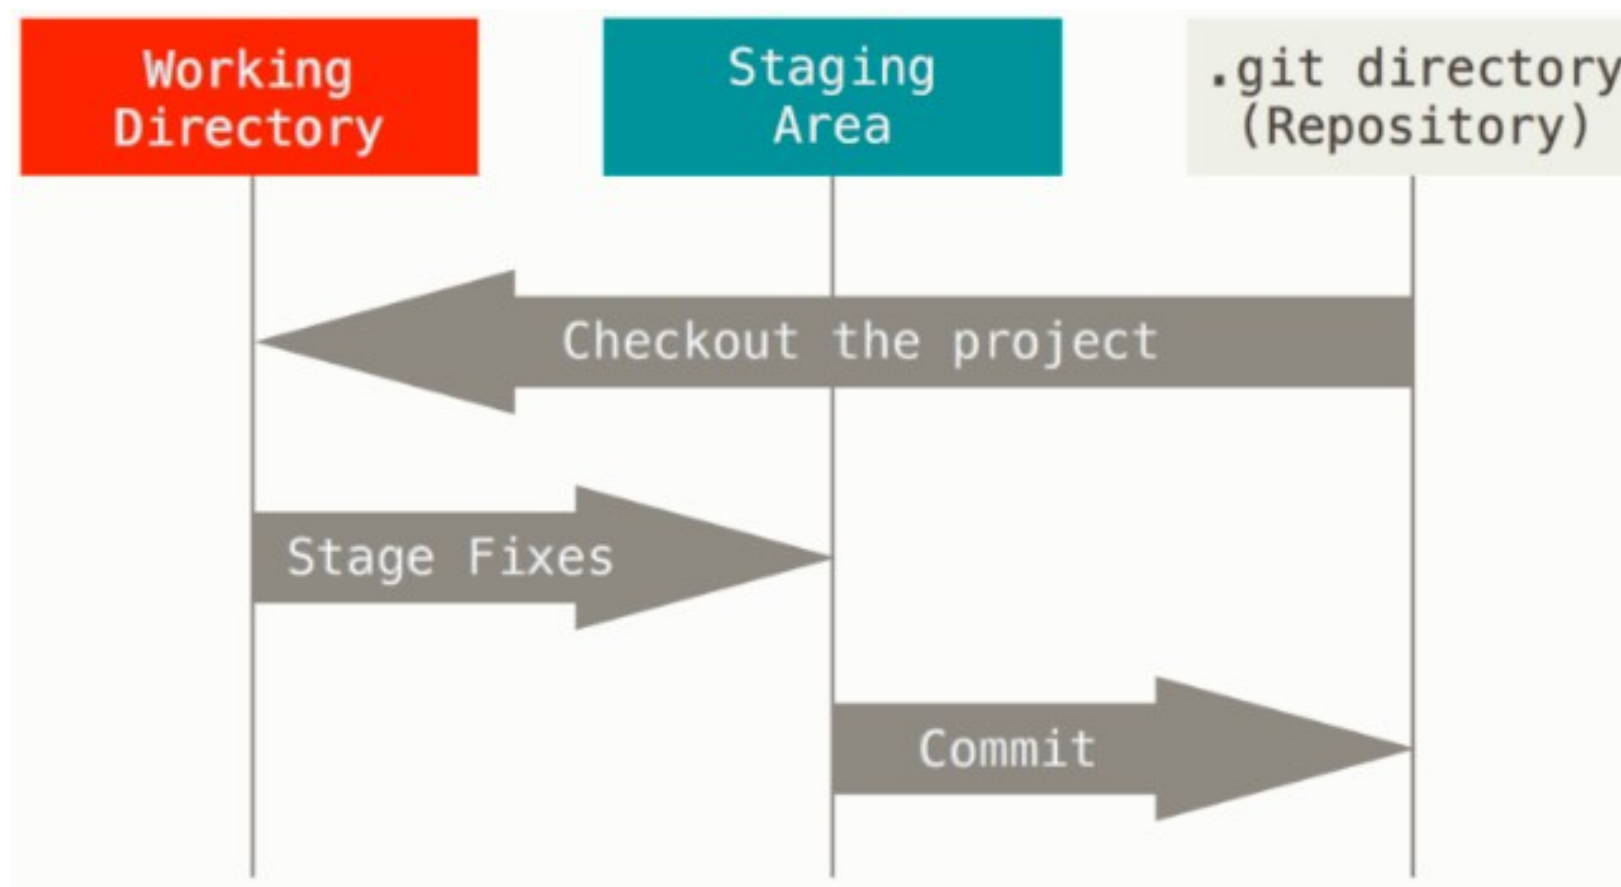 Working
Directory
Staging
Area
.git directory
(Repository)
Checkout the project
Stage Fixes
Commit